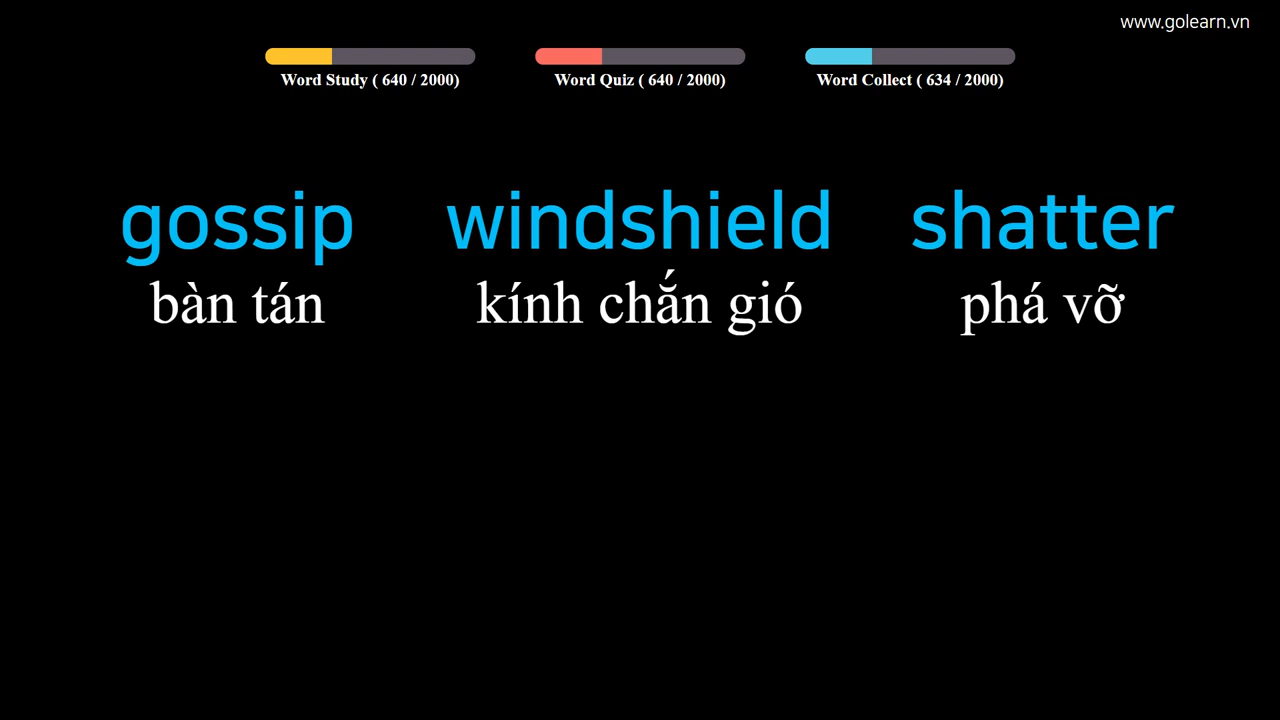 www.golearn.vn
Word Study ( 640 / 2000)
Word Quiz ( 640 / 2000)
Word Collect ( 634 / 2000)
gossip windshield shatter
bàn tán kính chắn gió phá vỡ